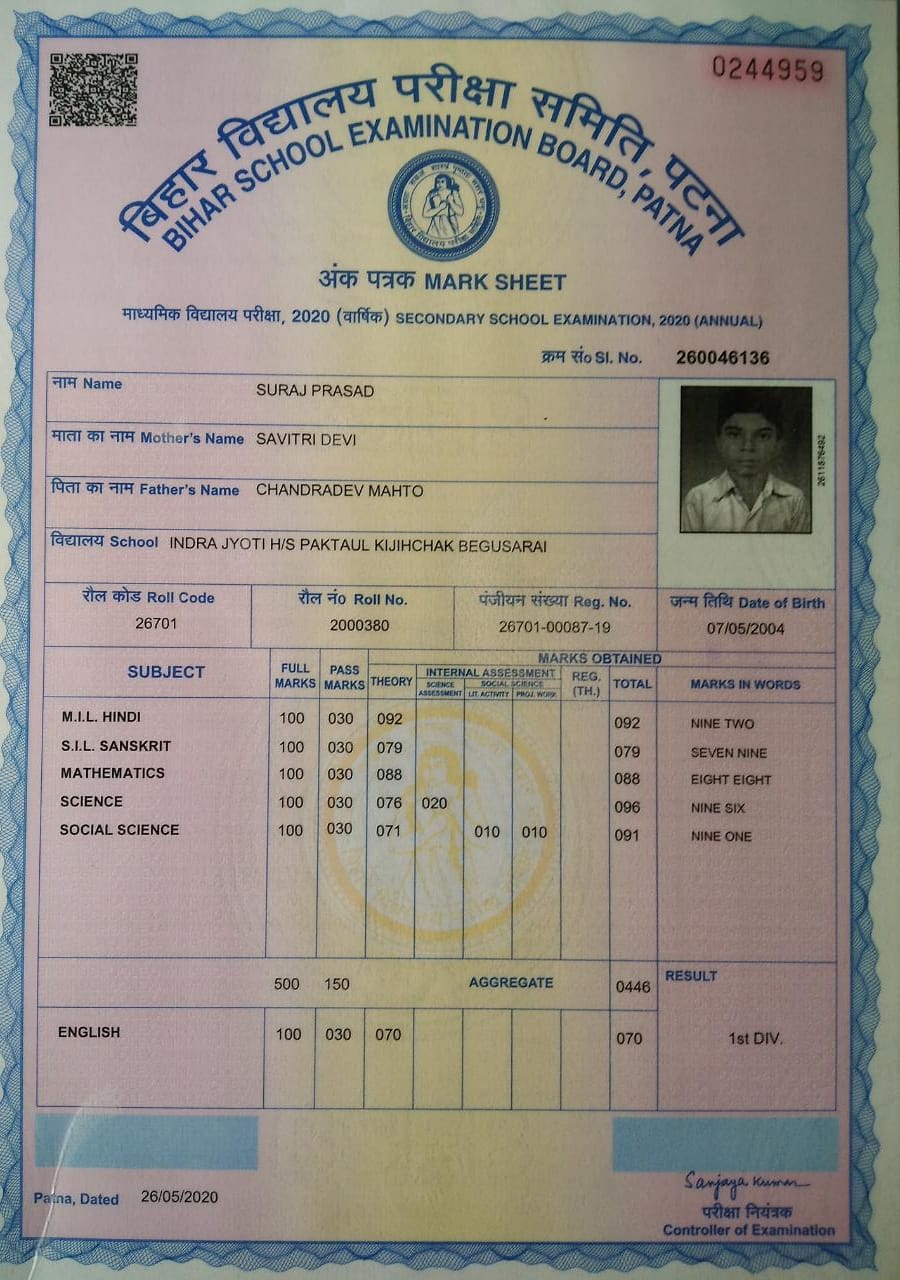 0244959
बिहार विद्यालय परीक्षा समिति, पटना
BIHAR SCHOOL EXAMINATION BOARD, PATNA
अंक पत्रक MARK SHEET
माध्यमिक विद्यालय परीक्षा, 2020 (वार्षिक) SECONDARY SCHOOL EXAMINATION, 2020 (ANNUAL)
क्रम सं० Sl. No. 260046136
नाम Name SURAJ PRASAD
माता का नाम Mother's Name SAVITRI DEVI
पिता का नाम Father's Name CHANDRADEV MAHTO
विद्यालय School INDRA JYOTI H/S PAKTAUL KIJIHCHAK BEGUSARAI
2611876492
रौल कोड Roll Code रौल नं० Roll No. पंजीयन संख्या Reg. No. जन्म तिथि Date of Birth
26701 2000380 26701-00087-19 07/05/2004
SUBJECT FULL MARKS PASS MARKS MARKS OBTAINED
THEORY INTERNAL ASSESSMENT REG. (TH.) TOTAL MARKS IN WORDS
SCIENCE ASSESSMENT SOCIAL SCIENCE
LIT. ACTIVITY PROJ. WORK
M.I.L. HINDI 100 030 092 092 NINE TWO
S.I.L. SANSKRIT 100 030 079 079 SEVEN NINE
MATHEMATICS 100 030 088 088 EIGHT EIGHT
SCIENCE 100 030 076 020 096 NINE SIX
SOCIAL SCIENCE 100 030 071 010 010 091 NINE ONE
500 150 AGGREGATE 0446 RESULT
ENGLISH 100 030 070 070 1st DIV.
Patna, Dated 26/05/2020
Sanjaya Kumar
परीक्षा नियंत्रक
Controller of Examination